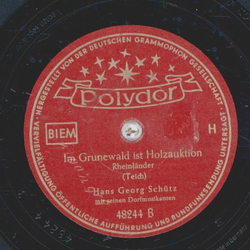 HERGESTELLT VON DER DEUTSCHEN GRAMMOPHON GESELLSCHAFT
VERVIELFÄLTIGUNG ÖFFENTLICHE AUFFÜHRUNG UND RUNDFUNKSENDUNG UNTERSAGT
Polydor
BIEM
H
Im Grunewald ist Holzauktion
Rheinländer
(Teich)
Hans Georg Schütz
mit seinen Dorfmusikanten
48244 B